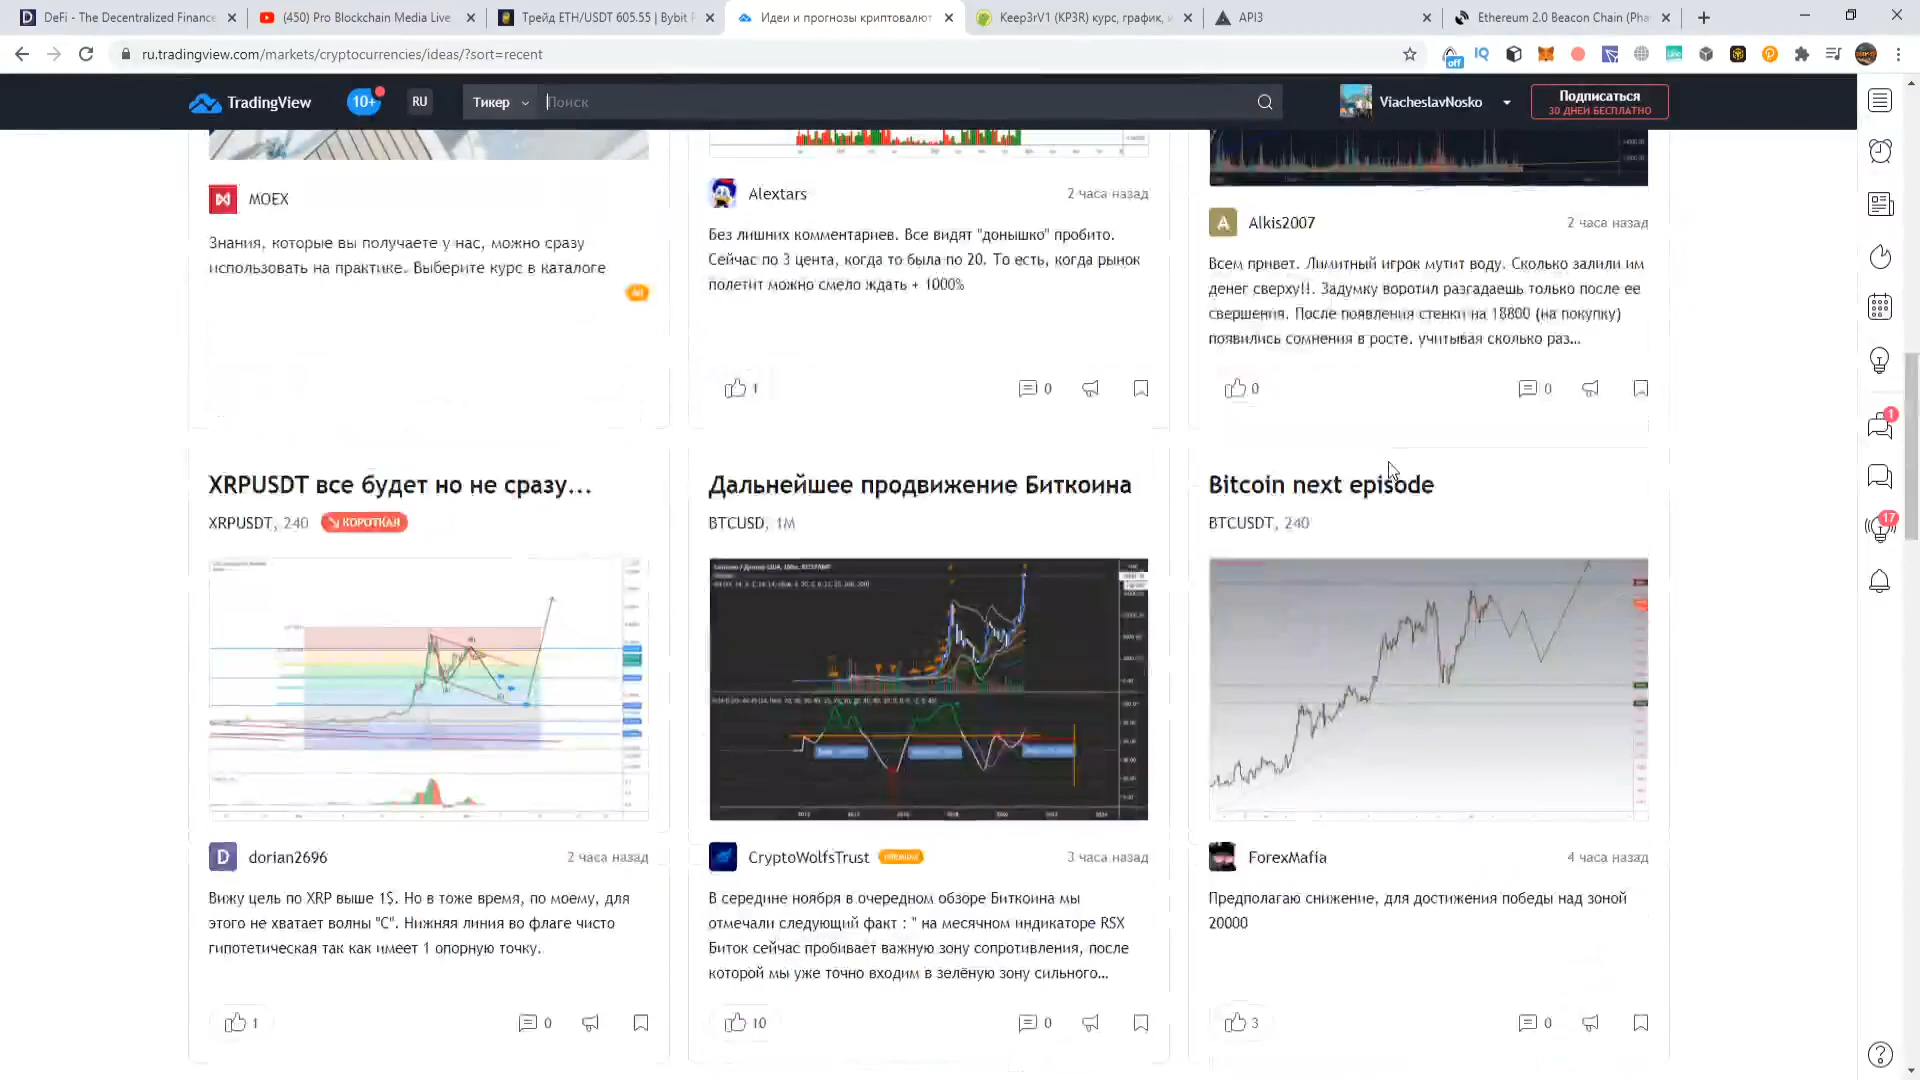 DeFi - The Decentralized Finance
(450) Pro Blockchain Media Live
Трейд ETH/USDT 605.55 | Bybit
Идеи и прогнозы криптовалют
Keep3rV1 (KP3R) курс, график,
API3
Ethereum 2.0 Beacon Chain (Pha
ru.tradingview.com/markets/cryptocurrencies/ideas/?sort=recent
off
TradingView
10+
RU
Тикер
Поиск
ViacheslavNosko
Подписаться
30 ДНЕЙ БЕСПЛАТНО
MOEX
Знания, которые вы получаете у нас, можно сразу
использовать на практике. Выберите курс в каталоге
Ad
Alextars
2 часа назад
Без лишних комментариев. Все видят "донышко" пробито.
Сейчас по 3 цента, когда то была по 20. То есть, когда рынок
полетит можно смело ждать + 1000%
1
0
Alkis2007
2 часа назад
Всем привет. Лимитный игрок мутит воду. Сколько залили им
денег сверху!!. Задумку воротил разгадаешь только после ее
свершения. После появления стенки на 18800 (на покупку)
появились сомнения в росте, учитывая сколько раз...
0
0
XRPUSDT все будет но не сразу...
XRPUSDT, 240
КОРОТКАЯ
dorian2696
2 часа назад
Вижу цель по XRP выше 1$. Но в тоже время, по моему, для
этого не хватает волны "С". Нижняя линия во флаге чисто
гипотетическая так как имеет 1 опорную точку.
1
0
Дальнейшее продвижение Биткоина
BTCUSD, 1M
CryptoWolfsTrust
PREMIUM
3 часа назад
В середине ноября в очередном обзоре Биткоина мы
отмечали следующий факт : " на месячном индикаторе RSX
Биток сейчас пробивает важную зону сопротивления, после
которой мы уже точно входим в зелёную зону сильного...
10
0
Bitcoin next episode
BTCUSDT, 240
ForexMafia
4 часа назад
Предполагаю снижение, для достижения победы над зоной
20000
3
0
1
17